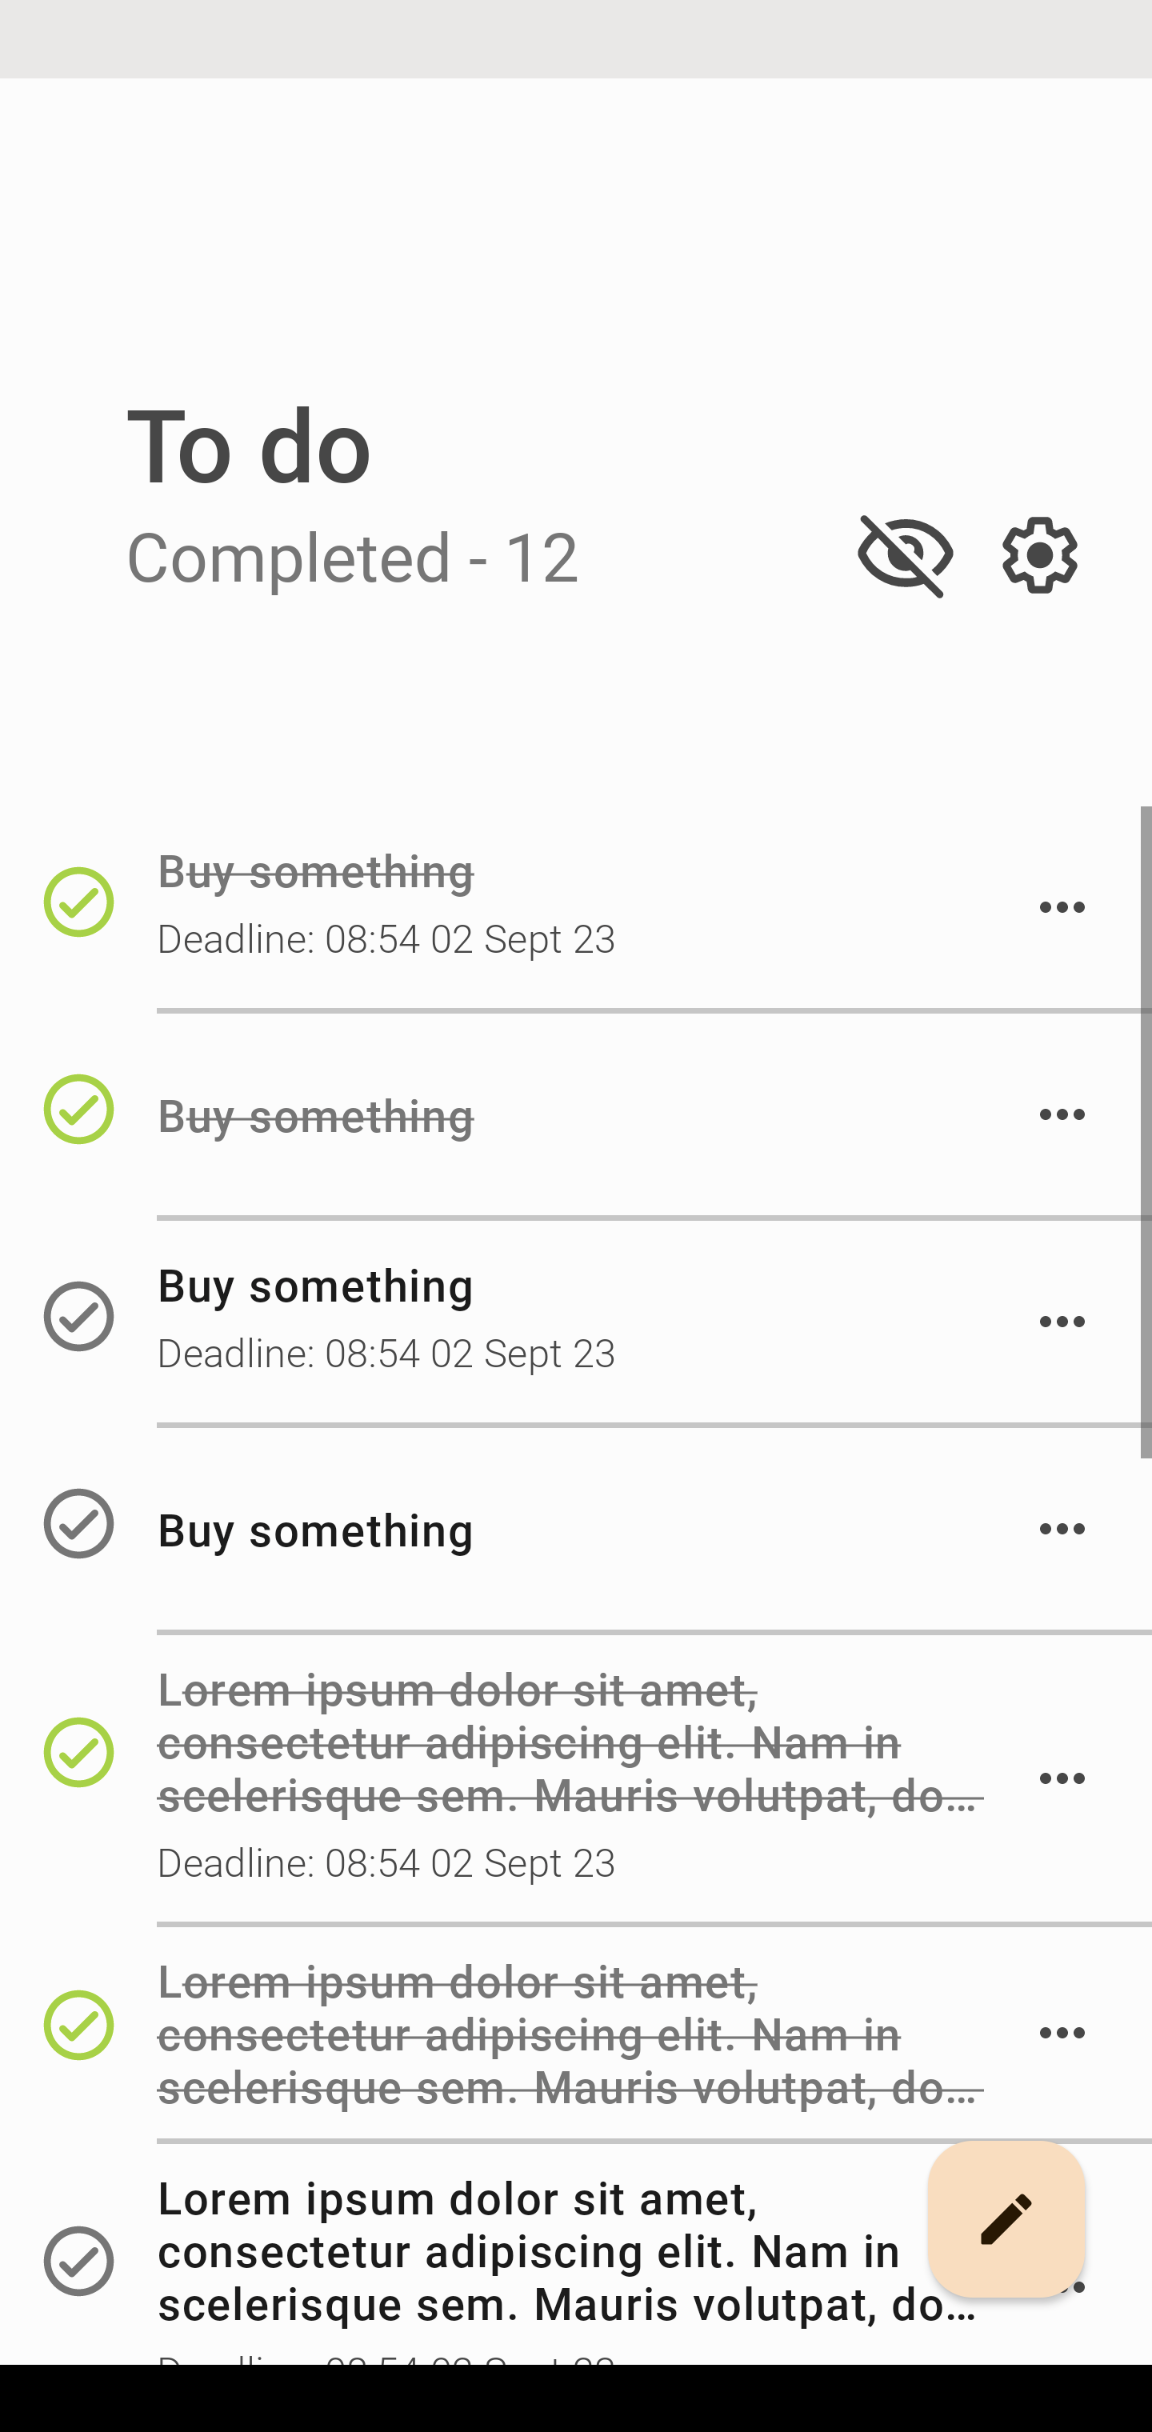 To do
Completed - 12
Buy something
Deadline: 08:54 02 Sept 23
Buy something
Buy something
Deadline: 08:54 02 Sept 23
Buy something
Lorem ipsum dolor sit amet,
consectetur adipiscing elit. Nam in
scelerisque sem. Mauris volutpat, do...
Deadline: 08:54 02 Sept 23
Lorem ipsum dolor sit amet,
consectetur adipiscing elit. Nam in
scelerisque sem. Mauris volutpat, do...
Lorem ipsum dolor sit amet,
consectetur adipiscing elit. Nam in
scelerisque sem. Mauris volutpat, do...